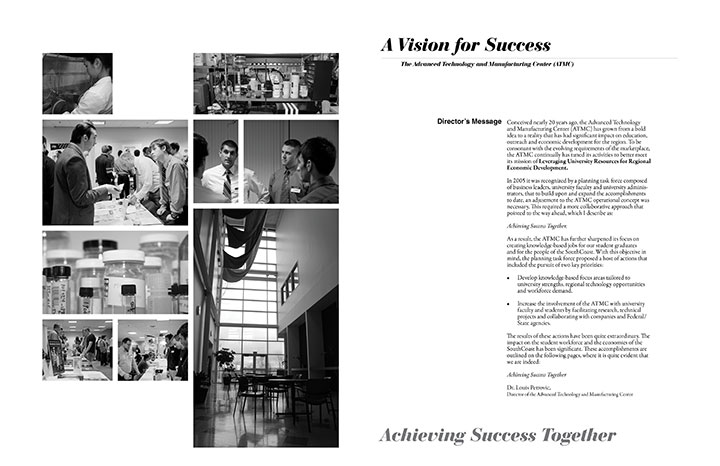 A Vision for Success
The Advanced Technology and Manufacturing Center (ATMC)
Director's Message
Conceived nearly 20 years ago, the Advanced Technology
and Manufacturing Center (ATMC) has grown from a bold
idea to a reality that has had significant impact on education,
outreach and economic development for the region. To be
consonant with the evolving requirements of the marketplace,
the ATMC continually has tuned its activities to better meet
its mission of Leveraging University Resources for Regional
Economic Development.
In 2005 it was recognized by a planning task force composed
of business leaders, university faculty and university adminis-
trators, that to build upon and expand the accomplishments
to date, an adjustment to the ATMC operational concept was
necessary. This required a more collaborative approach that
pointed to the way ahead, which I describe as:
Achieving Success Together.
As a result, the ATMC has further sharpened its focus on
creating knowledge-based jobs for our student graduates
and for the people of the SouthCoast. With this objective in
mind, the planning task force proposed a host of actions that
included the pursuit of two key priorities:
• Develop knowledge-based focus areas tailored to
university strengths, regional technology opportunities
and workforce demand.
• Increase the involvement of the ATMC with university
faculty and students by facilitating research, technical
projects and collaborating with companies and Federal/
State agencies.
The results of these actions have been quite extraordinary. The
impact on the student workforce and the economies of the
SouthCoast has been significant. These accomplishments are
outlined on the following pages, where it is quite evident that
we are indeed:
Achieving Success Together
Dr. Louis Petrovic,
Director of the Advanced Technology and Manufacturing Center
Achieving Success Together